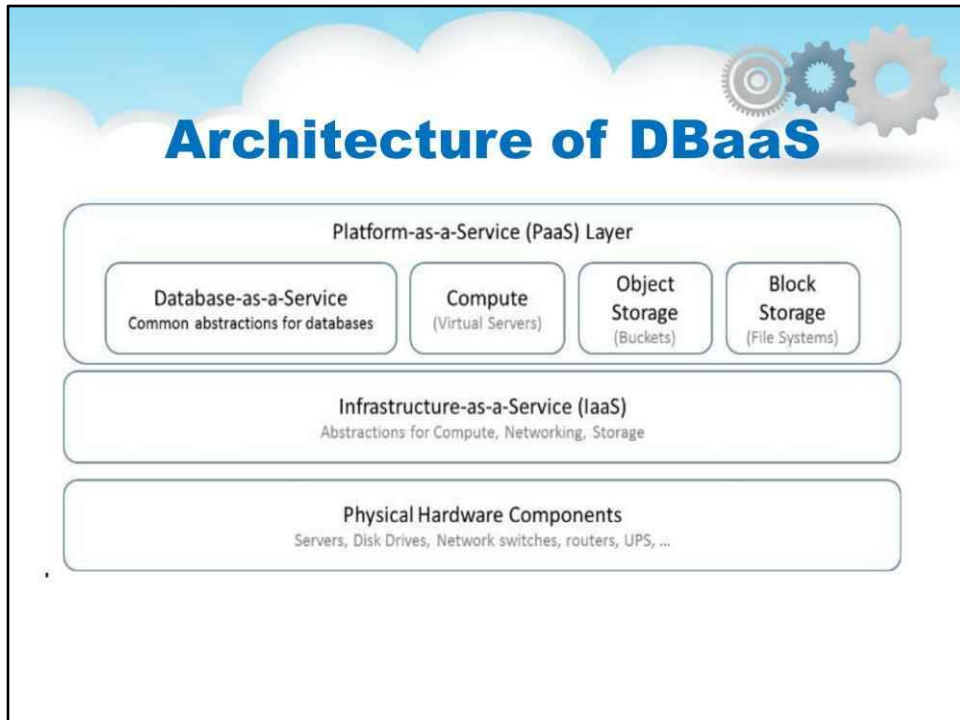 Architecture of DBaaS
Platform-as-a-Service (PaaS) Layer
Database-as-a-Service
Common abstractions for databases
Compute
(Virtual Servers)
Object
Storage
(Buckets)
Block
Storage
(File Systems)
Infrastructure-as-a-Service (IaaS)
Abstractions for Compute, Networking, Storage
Physical Hardware Components
Servers, Disk Drives, Network switches, routers, UPS, ...